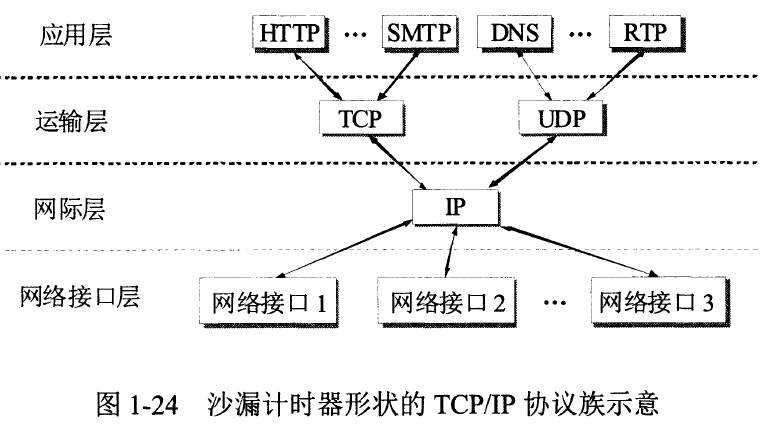 应用层 HTTP ··· SMTP DNS ··· RTP
运输层 TCP UDP
网际层 IP
网络接口层 网络接口 1 网络接口 2 ··· 网络接口 3
图 1-24 沙漏计时器形状的 TCP/IP 协议族示意